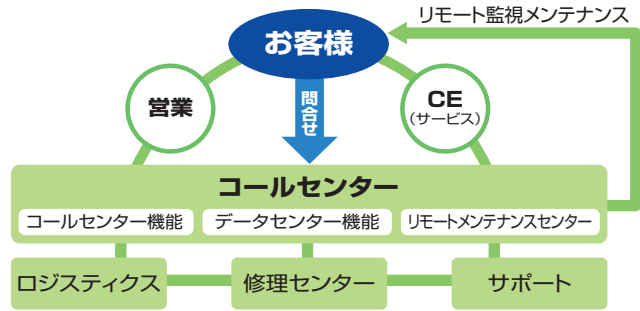 リモート監視メンテナンス
お客様
営業
問合せ
CE
(サービス)
コールセンター
コールセンター機能
データセンター機能
リモートメンテナンスセンター
ロジスティクス
修理センター
サポート